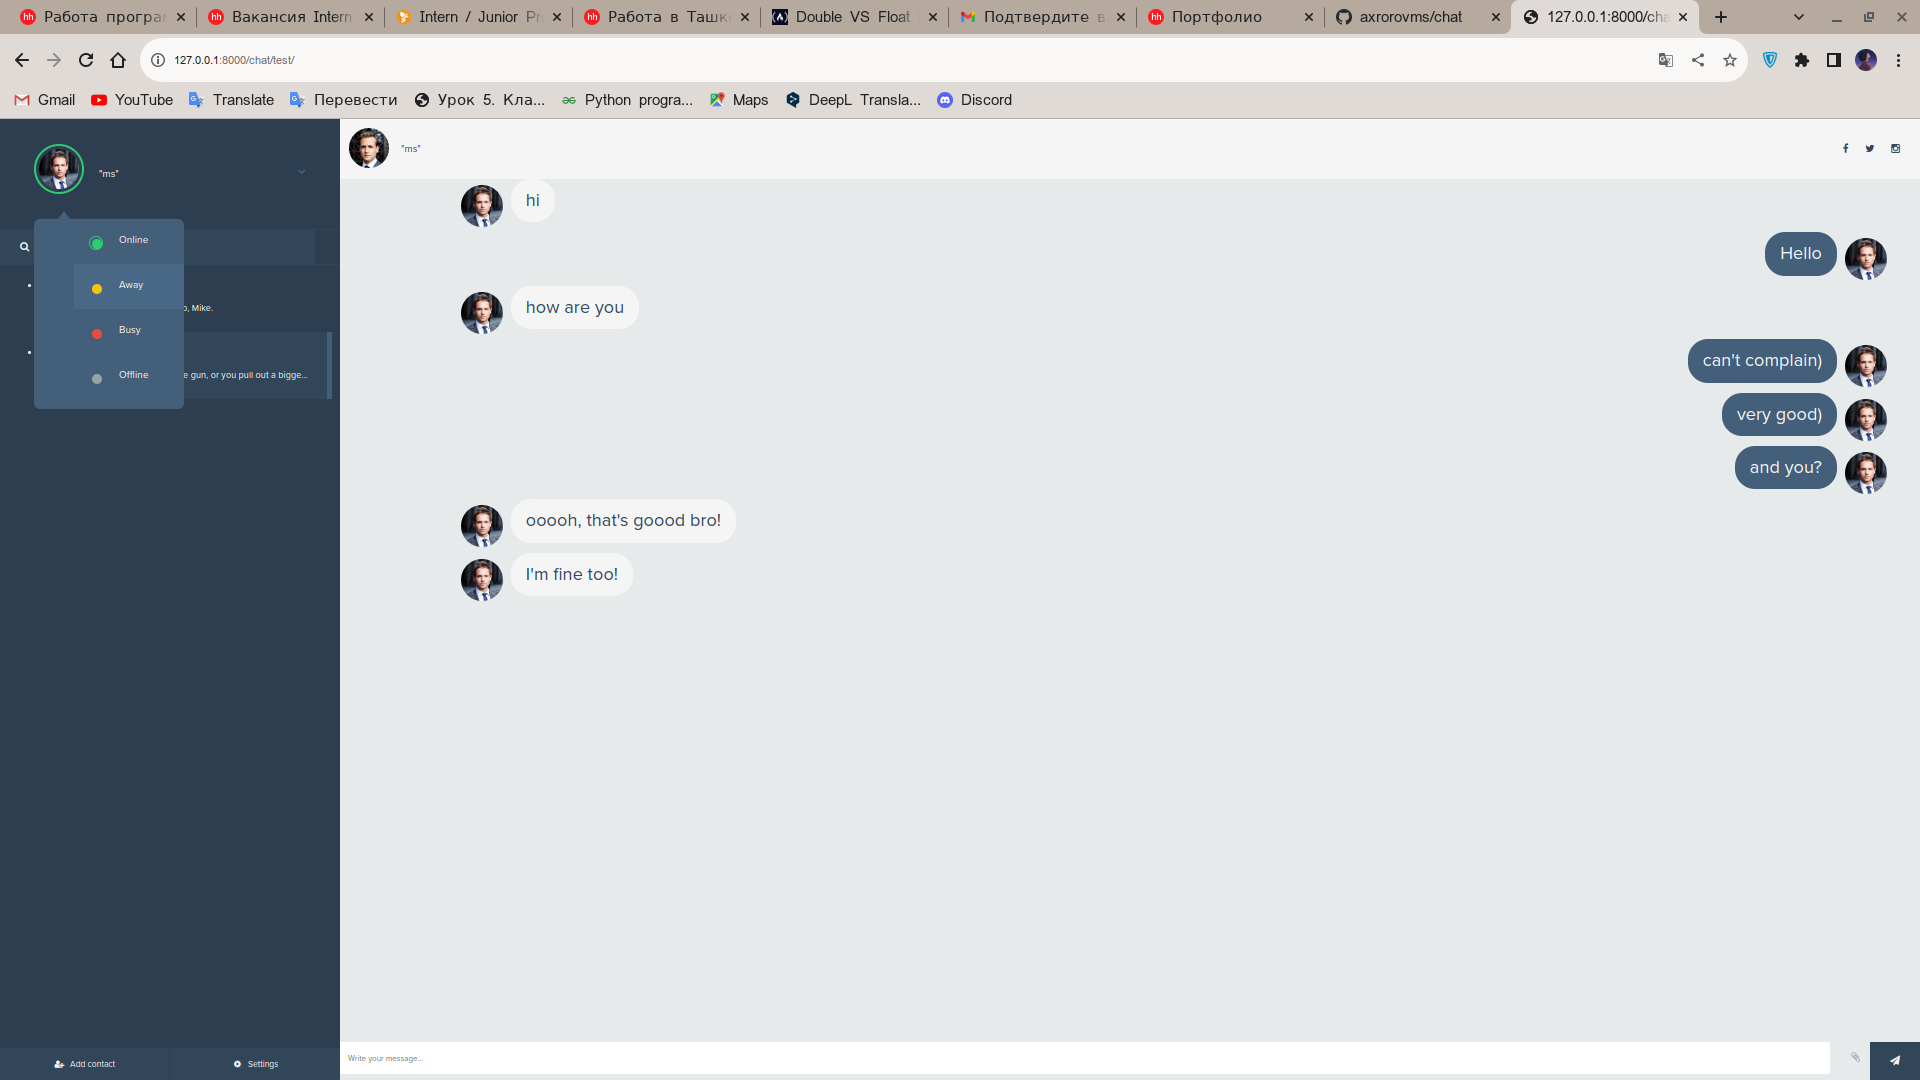 Работа програ
Вакансия Intern
Intern / Junior Pr
Работа в Ташк
Double VS Float
Подтвердите в
Портфолио
axrorovms/chat
127.0.0.1:8000/cha
127.0.0.1:8000/chat/test/
Gmail
YouTube
Translate
Перевести
Урок 5. Кла...
Python progra...
Maps
DeepL Transla...
Discord
"ms"
"ms"
hi
Online
Hello
Away
how are you
, Mike.
Busy
can't complain)
Offline
e gun, or you pull out a bigge...
very good)
and you?
ooooh, that's goood bro!
I'm fine too!
Write your message...
Add contact
Settings